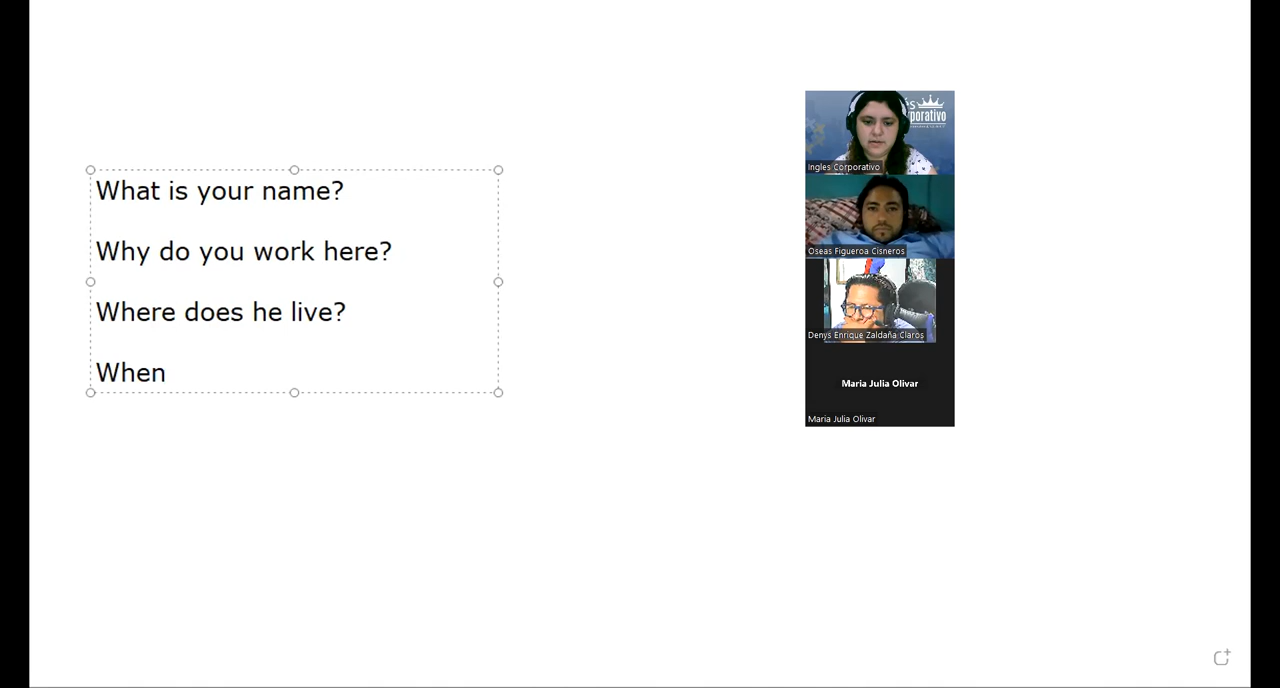 What is your name?
Why do you work here?
Where does he live?
When
porativo
Ingles Corporativo
Oseas Figueroa Cisneros
Denys Enrique Zaldaña Claros
Maria Julia Olivar
Maria Julia Olivar